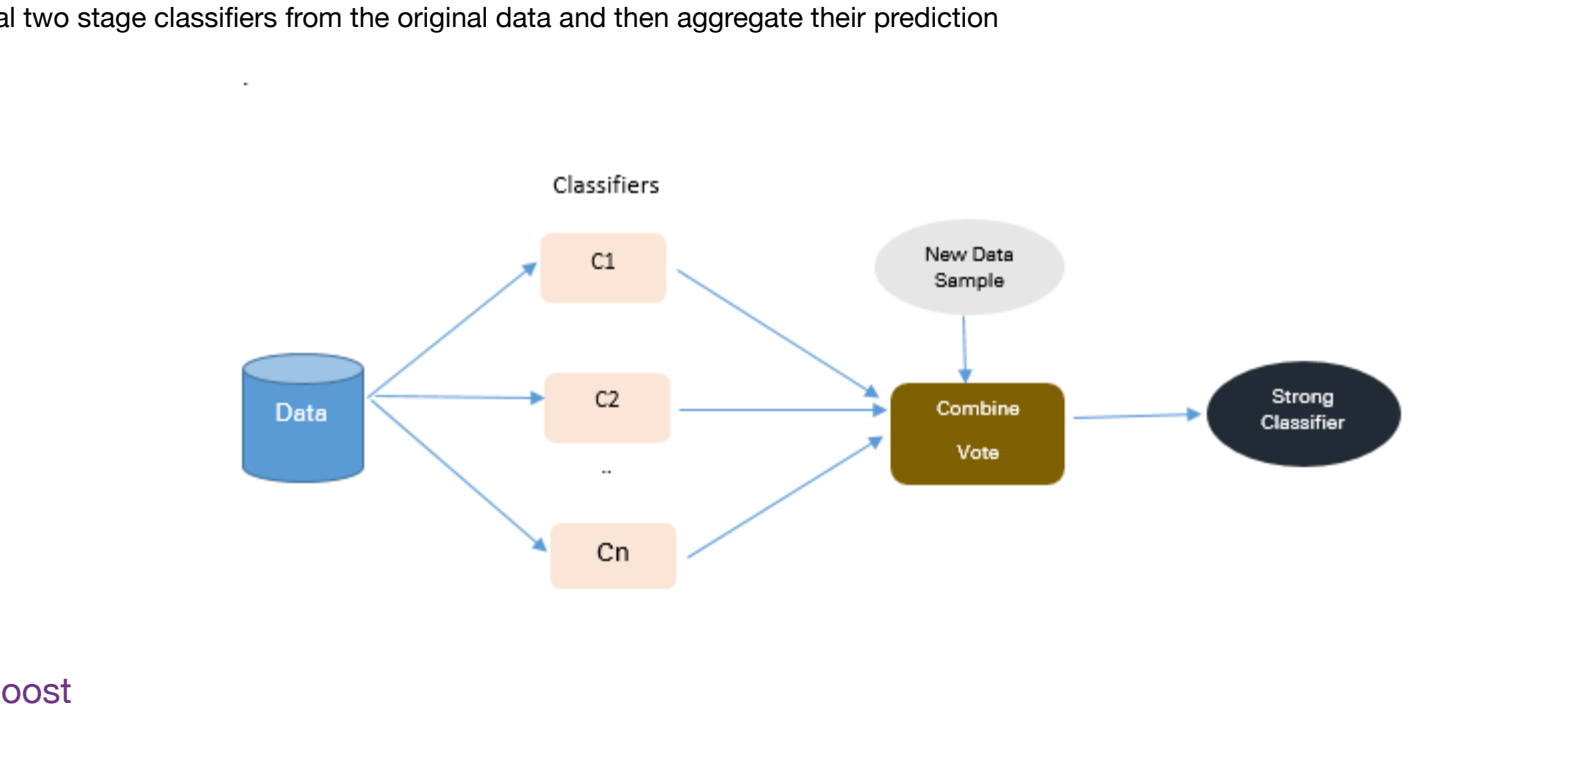 al two stage classifiers from the original data and then aggregate their prediction
Classifiers
C1
New Data
Sample
Data
C2
..
Combine
Vote
Strong
Classifier
Cn
oost